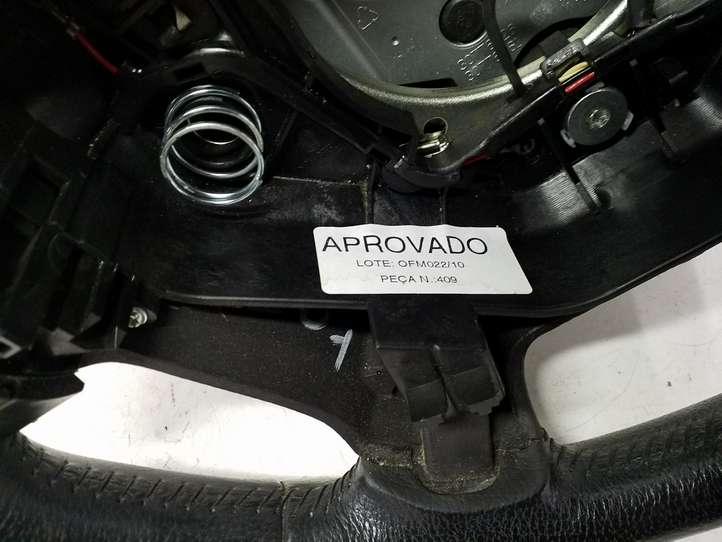 APROVADO
LOTE: OFM022/10
PEÇA N.:409